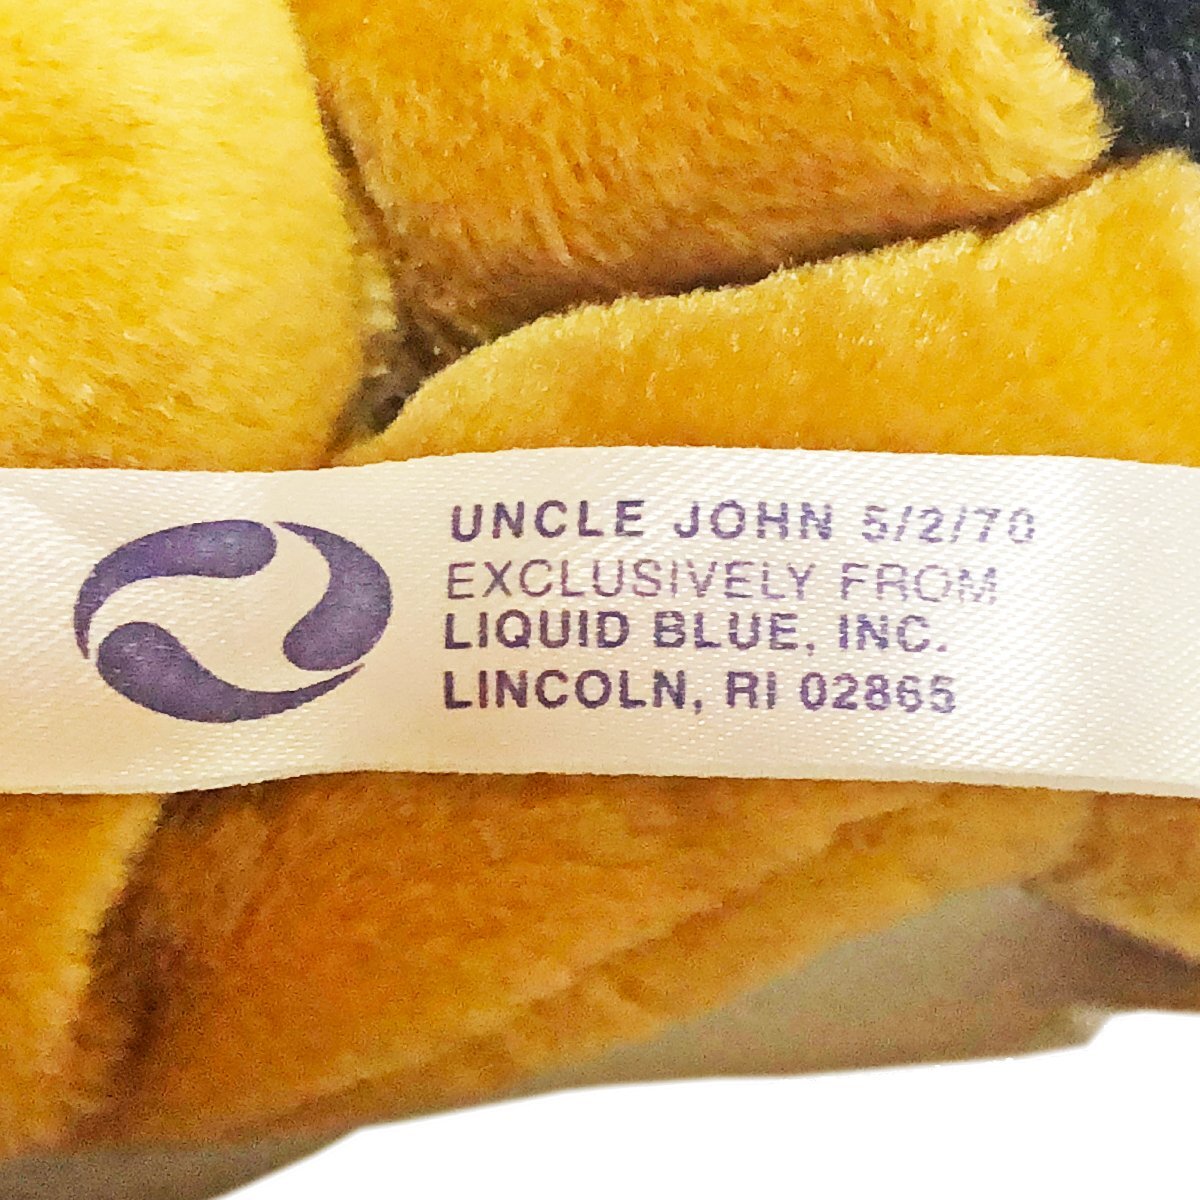 UNCLE JOHN 5/2/70
EXCLUSIVELY FROM
LIQUID BLUE, INC.
LINCOLN, RI 02865